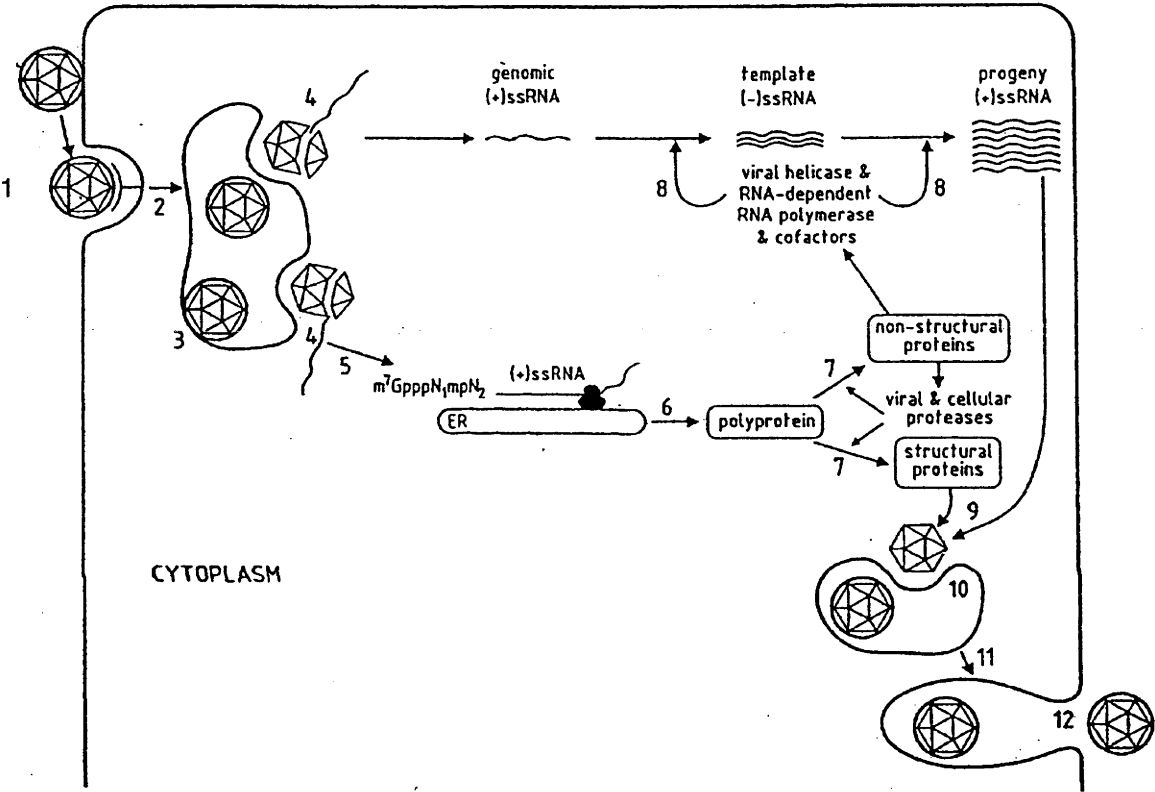 genomic
(+)ssRNA
template
(-)ssRNA
progeny
(+)ssRNA
4
1
2
8
viral helicase &
RNA-dependent
RNA polymerase
& cofactors
8
3
4
5
m⁷GpppN₁mpN₂
(+)ssRNA
ER
6
polyprotein
7
non-structural
proteins
viral & cellular
proteases
7
structural
proteins
9
CYTOPLASM
10
11
12